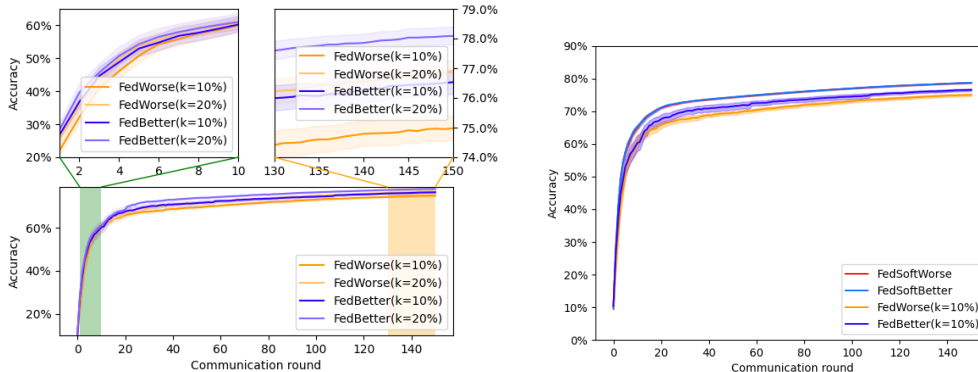 60%
50%
40%
30%
20%
Accuracy
FedWorse(k=10%)
FedWorse(k=20%)
FedBetter(k=10%)
FedBetter(k=20%)
2 4 6 8 10
79.0%
78.0%
77.0%
76.0%
75.0%
74.0%
FedWorse(k=10%)
FedWorse(k=20%)
FedBetter(k=10%)
FedBetter(k=20%)
130 135 140 145 150
60%
40%
20%
Accuracy
FedWorse(k=10%)
FedWorse(k=20%)
FedBetter(k=10%)
FedBetter(k=20%)
0 20 40 60 80 100 120 140
Communication round
90%
80%
70%
60%
50%
40%
30%
20%
10%
0%
Accuracy
FedSoftWorse
FedSoftBetter
FedWorse(k=10%)
FedBetter(k=10%)
0 20 40 60 80 100 120 140
Communication round